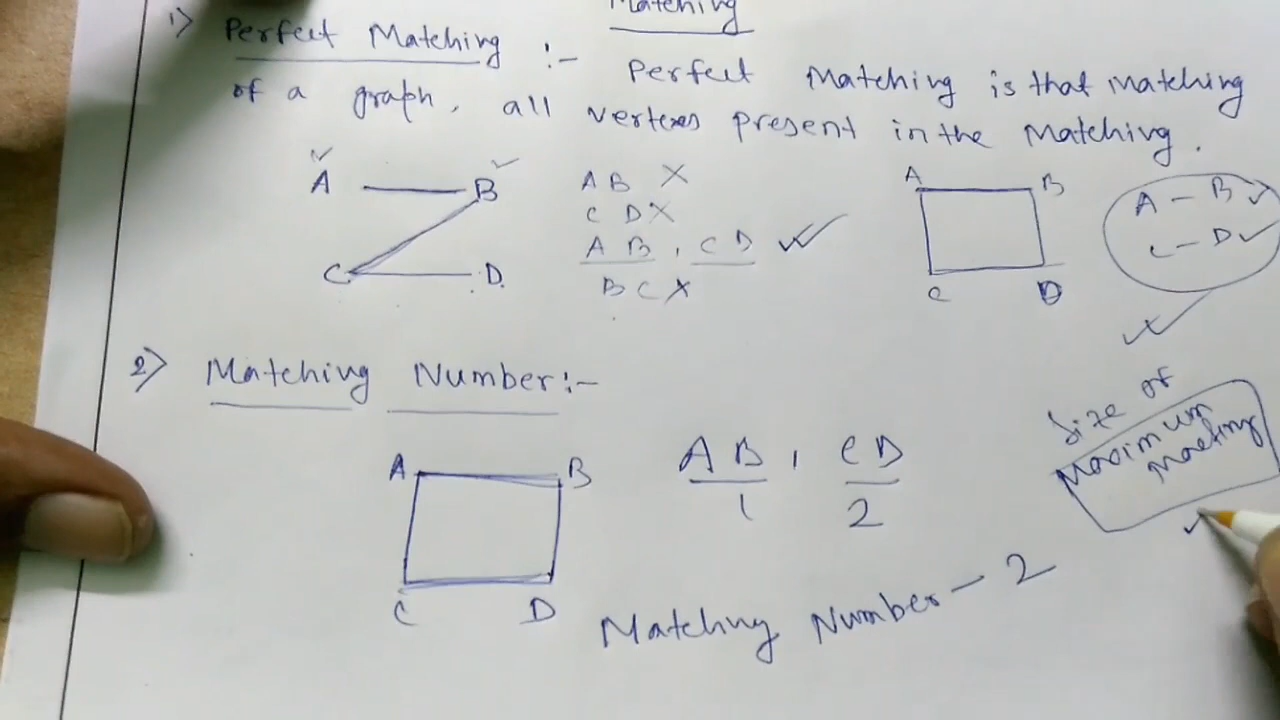 Matching
1) Perfect Matching :- Perfect Matching is that Matching
of a graph, all vertexes present in the Matching.
A B
C D
A B X
C D X
A B , C D ✓
B C X
A B
C D
A - B ✓
C - D ✓
2) Matching Number :-
A B
C D
A B , C D
1 2
Size of
Maximum
Matching
Matching Number - 2